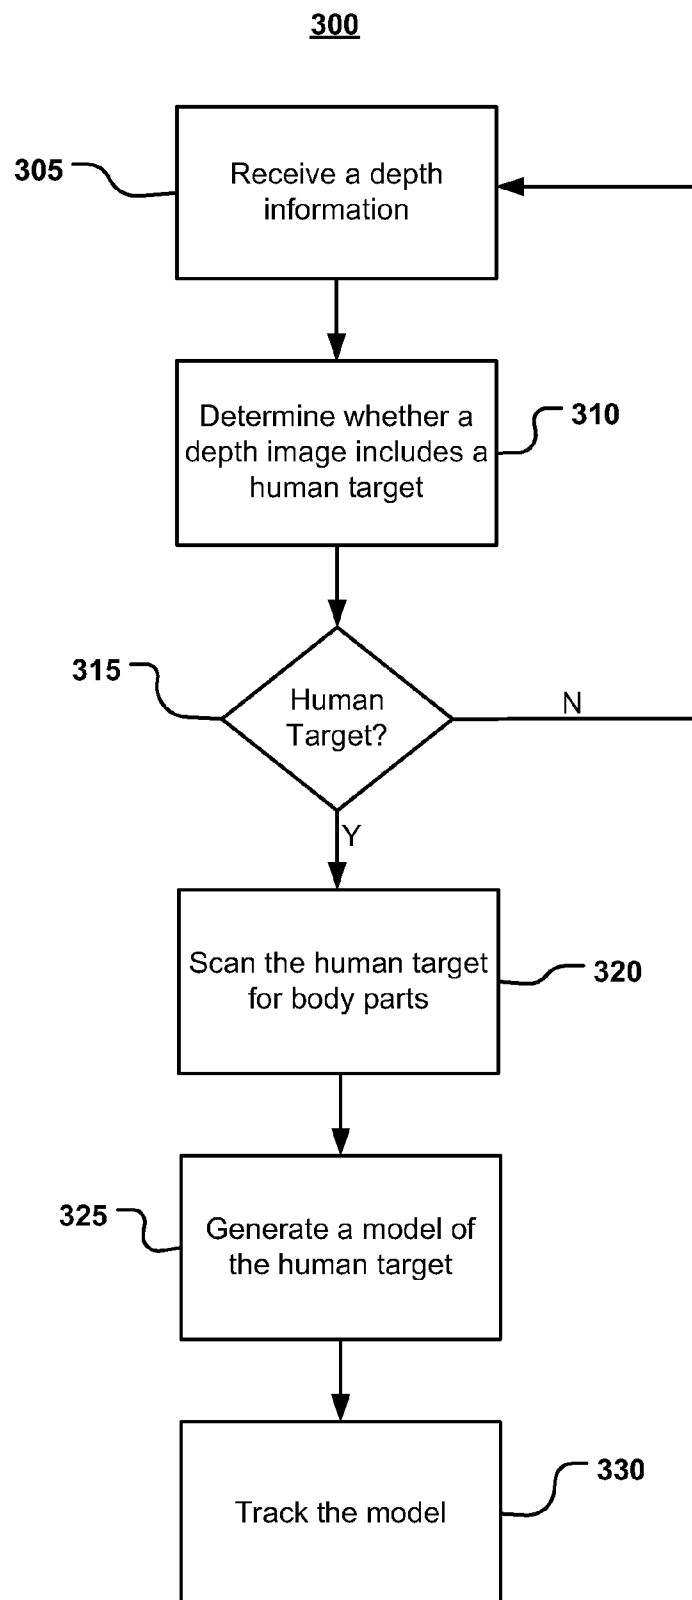 300
305
Receive a depth
information
Determine whether a
depth image includes a
human target
310
315
Human
Target?
N
Y
Scan the human target
for body parts
320
325
Generate a model of
the human target
Track the model
330